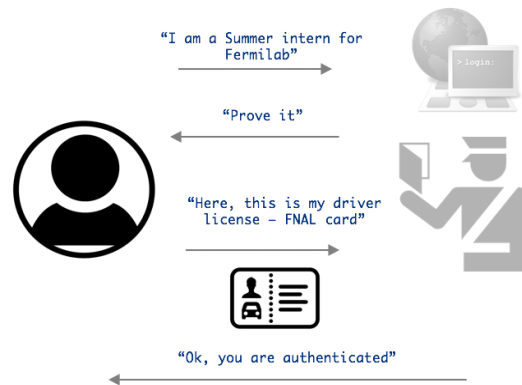 “I am a Summer intern for
Fermilab”
>login:
“Prove it”
“Here, this is my driver
license – FNAL card”
“Ok, you are authenticated”